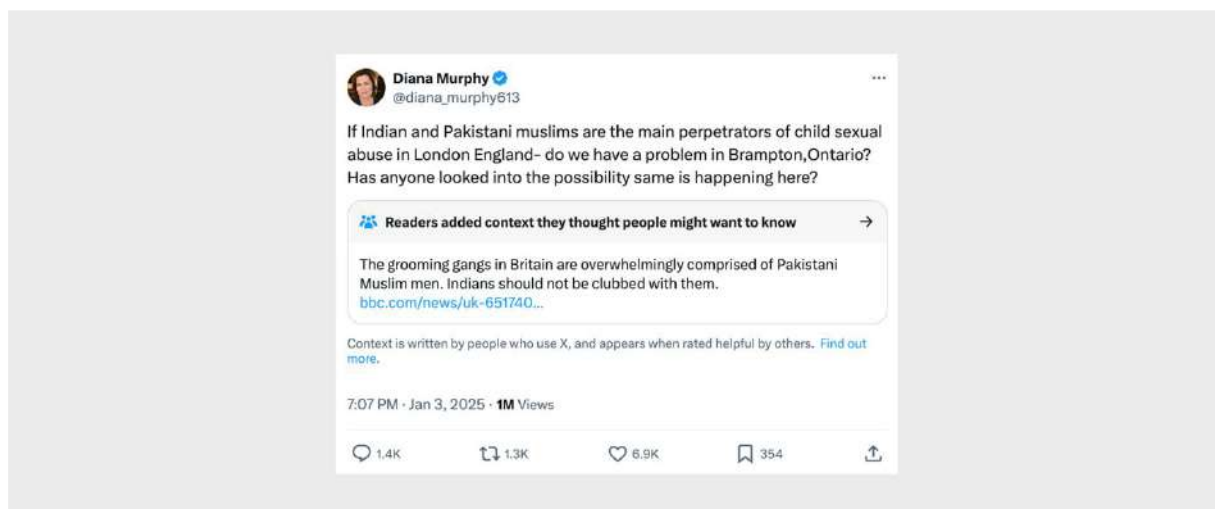 Diana Murphy
@diana_murphy613
If Indian and Pakistani muslims are the main perpetrators of child sexual
abuse in London England- do we have a problem in Brampton,Ontario?
Has anyone looked into the possibility same is happening here?
Readers added context they thought people might want to know
The grooming gangs in Britain are overwhelmingly comprised of Pakistani
Muslim men. Indians should not be clubbed with them.
bbc.com/news/uk-651740...
Context is written by people who use X, and appears when rated helpful by others. Find out
more.
7:07 PM · Jan 3, 2025 · 1M Views
1.4K 1.3K 6.9K 354